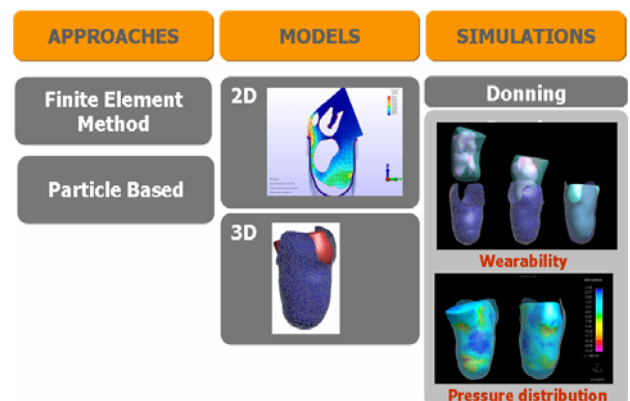 APPROACHES
MODELS
SIMULATIONS
Finite Element
Method
Particle Based
2D
3D
Donning
Wearability
Pressure distribution